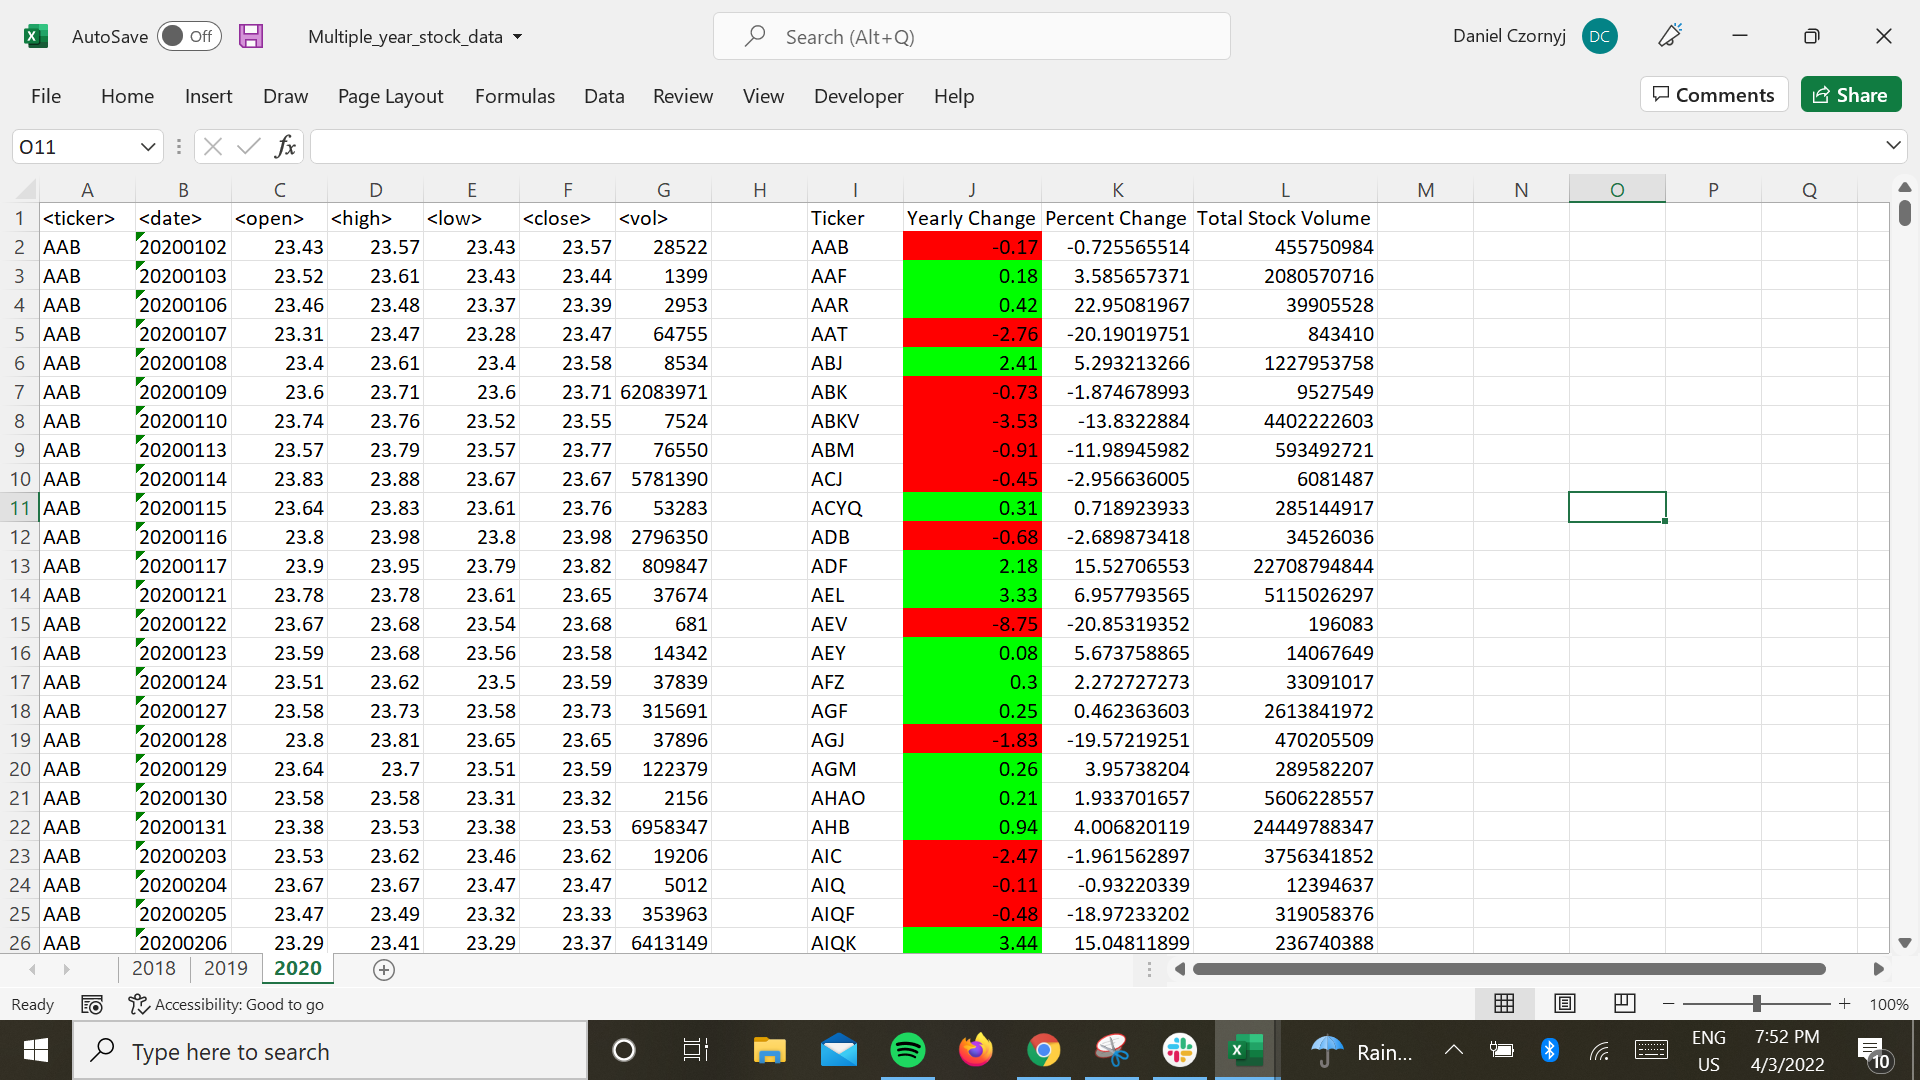 AutoSave Off Multiple_year_stock_data Search (Alt+Q) Daniel Czornyj DC
File Home Insert Draw Page Layout Formulas Data Review View Developer Help Comments Share
O11 fx
A B C D E F G H I J K L M N O P Q
1 <ticker> <date> <open> <high> <low> <close> <vol> Ticker Yearly Change Percent Change Total Stock Volume
2 AAB 20200102 23.43 23.57 23.43 23.57 28522 AAB -0.17 -0.725565514 455750984
3 AAB 20200103 23.52 23.61 23.43 23.44 1399 AAF 0.18 3.585657371 2080570716
4 AAB 20200106 23.46 23.48 23.37 23.39 2953 AAR 0.42 22.95081967 39905528
5 AAB 20200107 23.31 23.47 23.28 23.47 64755 AAT -2.76 -20.19019751 843410
6 AAB 20200108 23.4 23.61 23.4 23.58 8534 ABJ 2.41 5.293213266 1227953758
7 AAB 20200109 23.6 23.71 23.6 23.71 62083971 ABK -0.73 -1.874678993 9527549
8 AAB 20200110 23.74 23.76 23.52 23.55 7524 ABKV -3.53 -13.8322884 4402222603
9 AAB 20200113 23.57 23.79 23.57 23.77 76550 ABM -0.91 -11.98945982 593492721
10 AAB 20200114 23.83 23.88 23.67 23.67 5781390 ACJ -0.45 -2.956636005 6081487
11 AAB 20200115 23.64 23.83 23.61 23.76 53283 ACYQ 0.31 0.718923933 285144917
12 AAB 20200116 23.8 23.98 23.8 23.98 2796350 ADB -0.68 -2.689873418 34526036
13 AAB 20200117 23.9 23.95 23.79 23.82 809847 ADF 2.18 15.52706553 22708794844
14 AAB 20200121 23.78 23.78 23.61 23.65 37674 AEL 3.33 6.957793565 5115026297
15 AAB 20200122 23.67 23.68 23.54 23.68 681 AEV -8.75 -20.85319352 196083
16 AAB 20200123 23.59 23.68 23.56 23.58 14342 AEY 0.08 5.673758865 14067649
17 AAB 20200124 23.51 23.62 23.5 23.59 37839 AFZ 0.3 2.272727273 33091017
18 AAB 20200127 23.58 23.73 23.58 23.73 315691 AGF 0.25 0.462363603 2613841972
19 AAB 20200128 23.8 23.81 23.65 23.65 37896 AGJ -1.83 -19.57219251 470205509
20 AAB 20200129 23.64 23.7 23.51 23.59 122379 AGM 0.26 3.95738204 289582207
21 AAB 20200130 23.58 23.58 23.31 23.32 2156 AHAO 0.21 1.933701657 5606228557
22 AAB 20200131 23.38 23.53 23.38 23.53 6958347 AHB 0.94 4.006820119 24449788347
23 AAB 20200203 23.53 23.62 23.46 23.62 19206 AIC -2.47 -1.961562897 3756341852
24 AAB 20200204 23.67 23.67 23.47 23.47 5012 AIQ -0.11 -0.93220339 12394637
25 AAB 20200205 23.47 23.49 23.32 23.33 353963 AIQF -0.48 -18.97233202 319058376
26 AAB 20200206 23.29 23.41 23.29 23.37 6413149 AIQK 3.44 15.04811899 236740388
2018 2019 2020
Ready Accessibility: Good to go 100%
Type here to search Rain... ENG 7:52 PM
US 4/3/2022 10